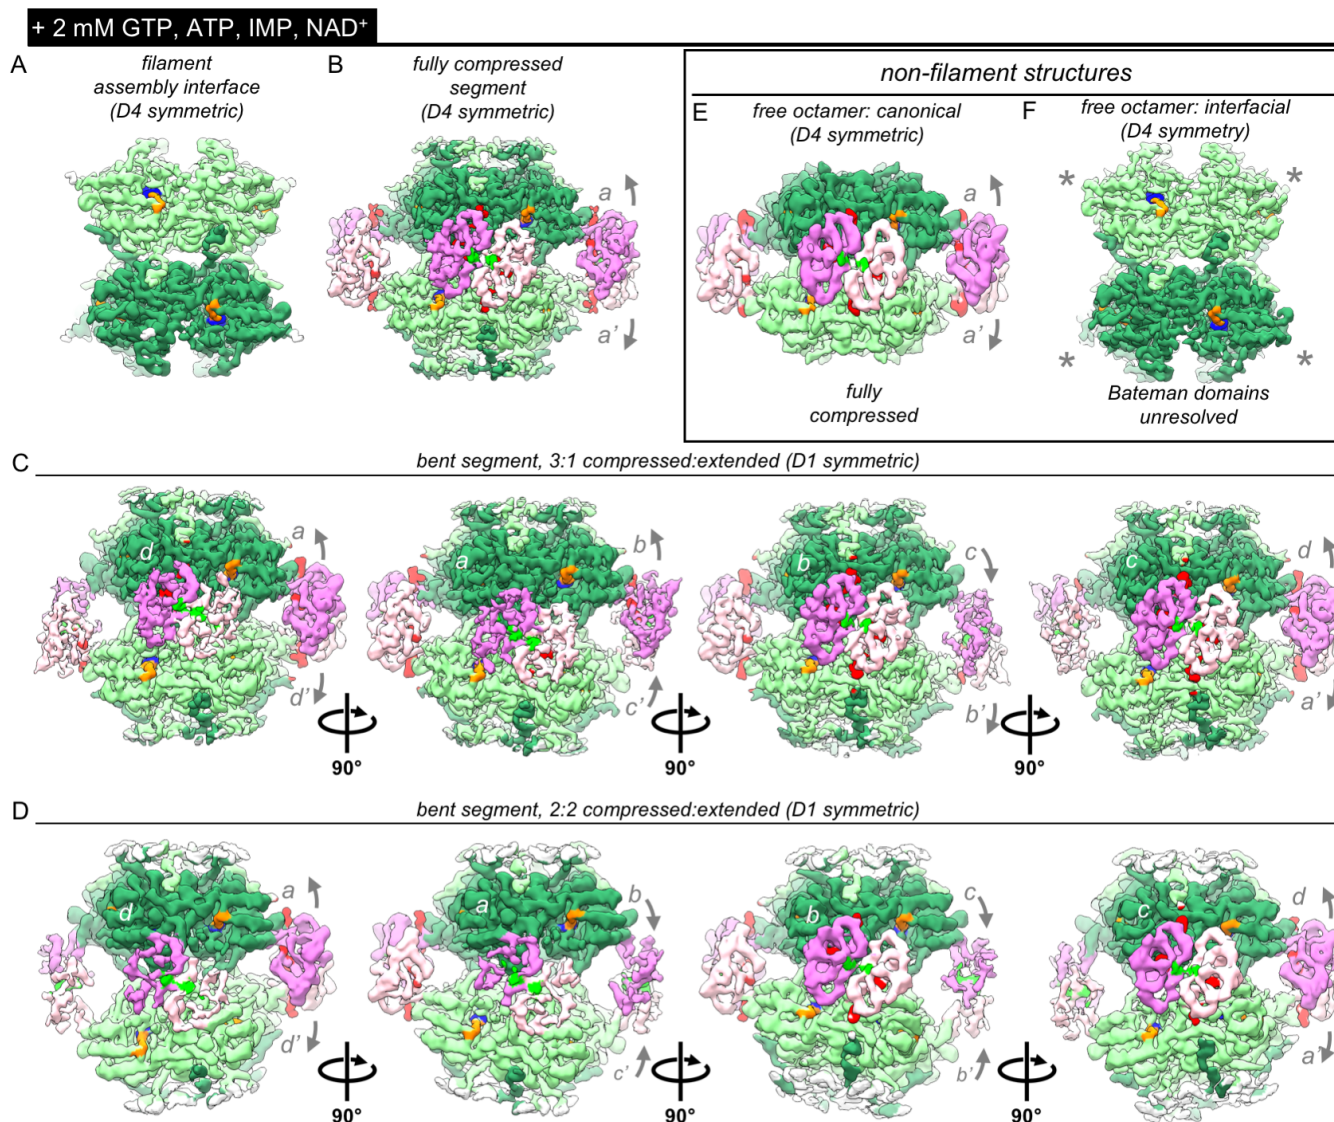 + 2 mM GTP, ATP, IMP, NAD⁺
A
filament
assembly interface
(D4 symmetric)
B
fully compressed
segment
(D4 symmetric)
a
a'
non-filament structures
E
free octamer: canonical
(D4 symmetric)
a
a'
fully
compressed
F
free octamer: interfacial
(D4 symmetry)
*
*
*
*
Bateman domains
unresolved
C
bent segment, 3:1 compressed:extended (D1 symmetric)
d
a
d'
90°
a
b
c'
90°
b
c
b'
90°
c
d
a'
D
bent segment, 2:2 compressed:extended (D1 symmetric)
d
a
d'
90°
a
b
c'
90°
b
c
b'
90°
c
d
a'